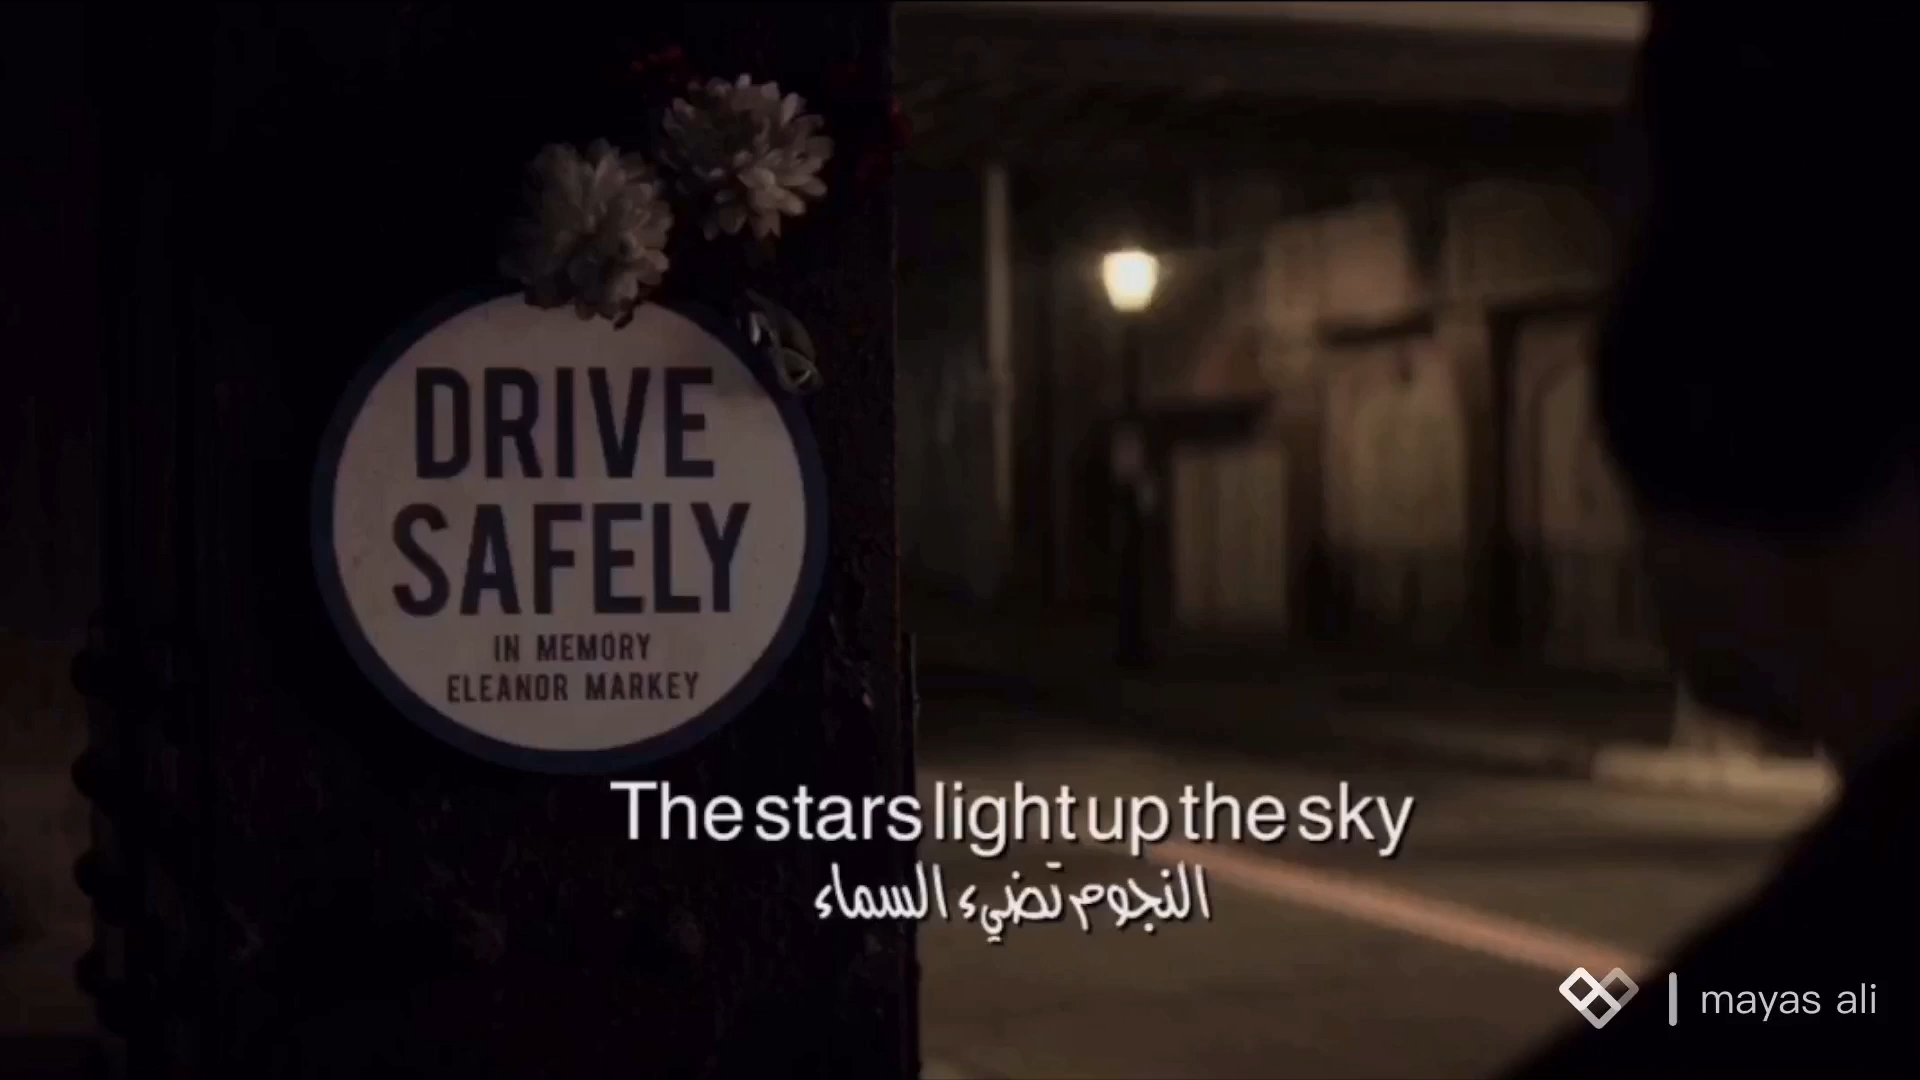 DRIVE
SAFELY
IN MEMORY
ELEANOR MARKEY
The stars light up the sky
النجوم تضيء السماء
mayas ali